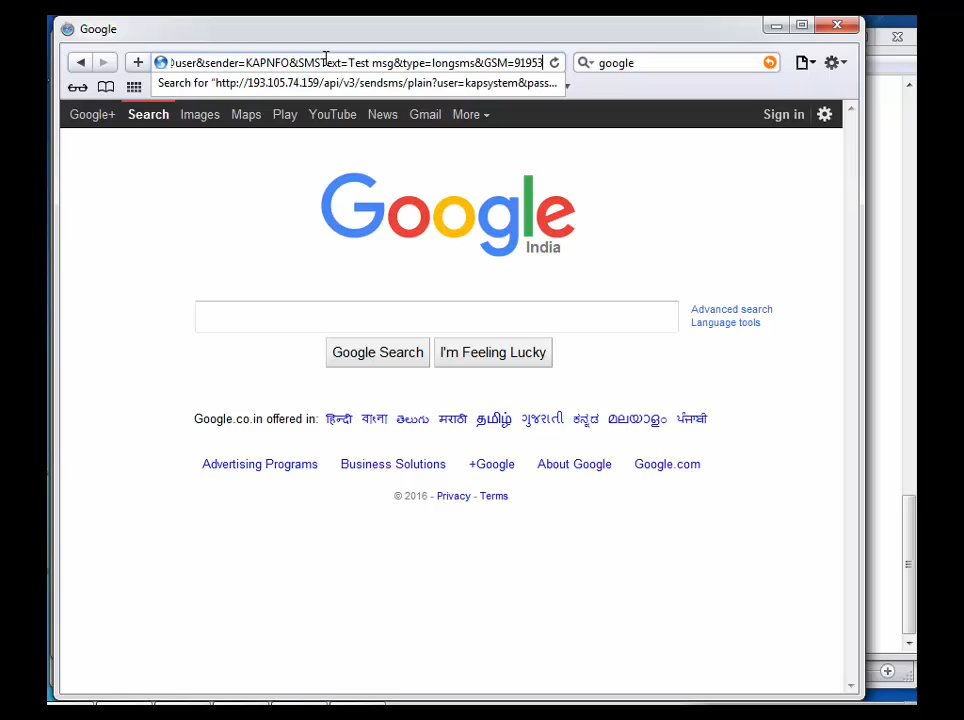 Google
?user&sender=KAPNFO&SMSText=Test msg&type=longsms&GSM=91953
google
Search for "http://193.105.74.159/api/v3/sendsms/plain?user=kapsystem&pass...
Google+ Search Images Maps Play YouTube News Gmail More Sign in
Google
India
Advanced search
Language tools
Google Search I'm Feeling Lucky
Google.co.in offered in: हिन्दी বাংলা తెలుగు मराठी தமிழ் ગુજરાતી ಕನ್ನಡ മലയാളം ਪੰਜਾਬੀ
Advertising Programs Business Solutions +Google About Google Google.com
© 2016 - Privacy - Terms